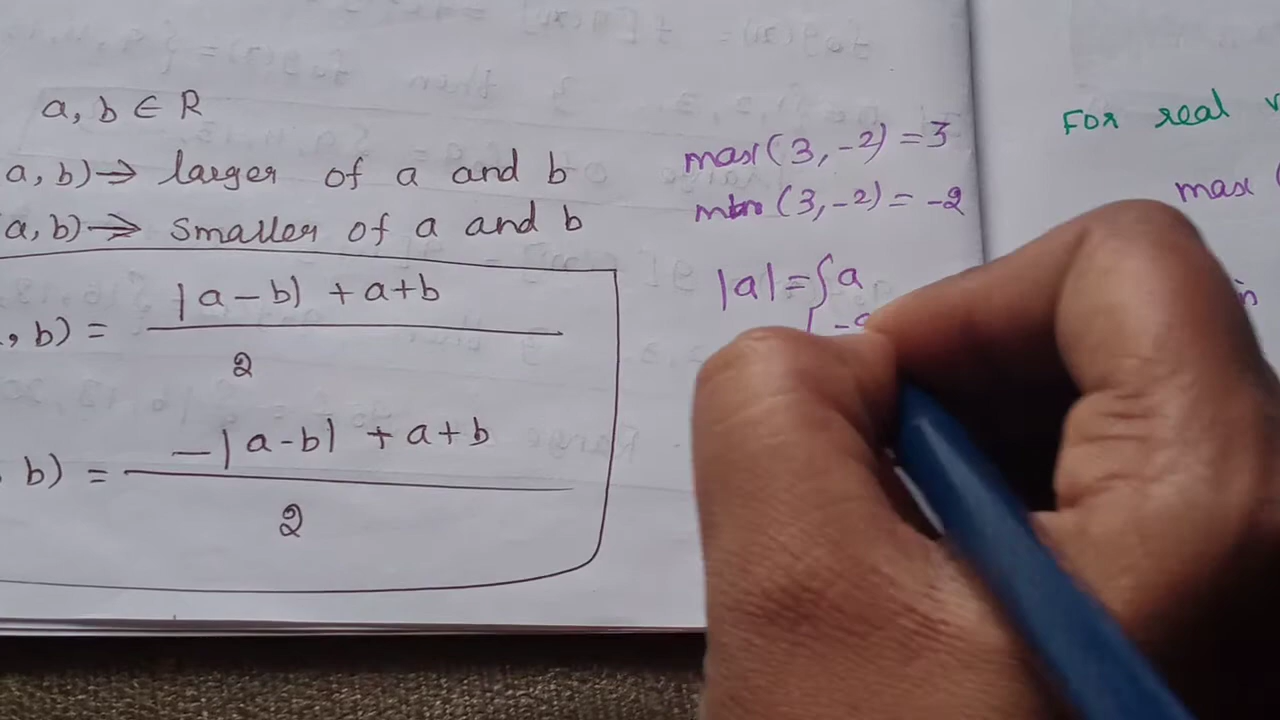 a, b ∈ R
a, b) → larger of a and b
(a, b) → smaller of a and b
, b) = |a-b| + a+b / 2
, b) = -|a-b| + a+b / 2
max(3, -2) = 3
min(3, -2) = -2
|a| = { a
-a
For real
max (
in